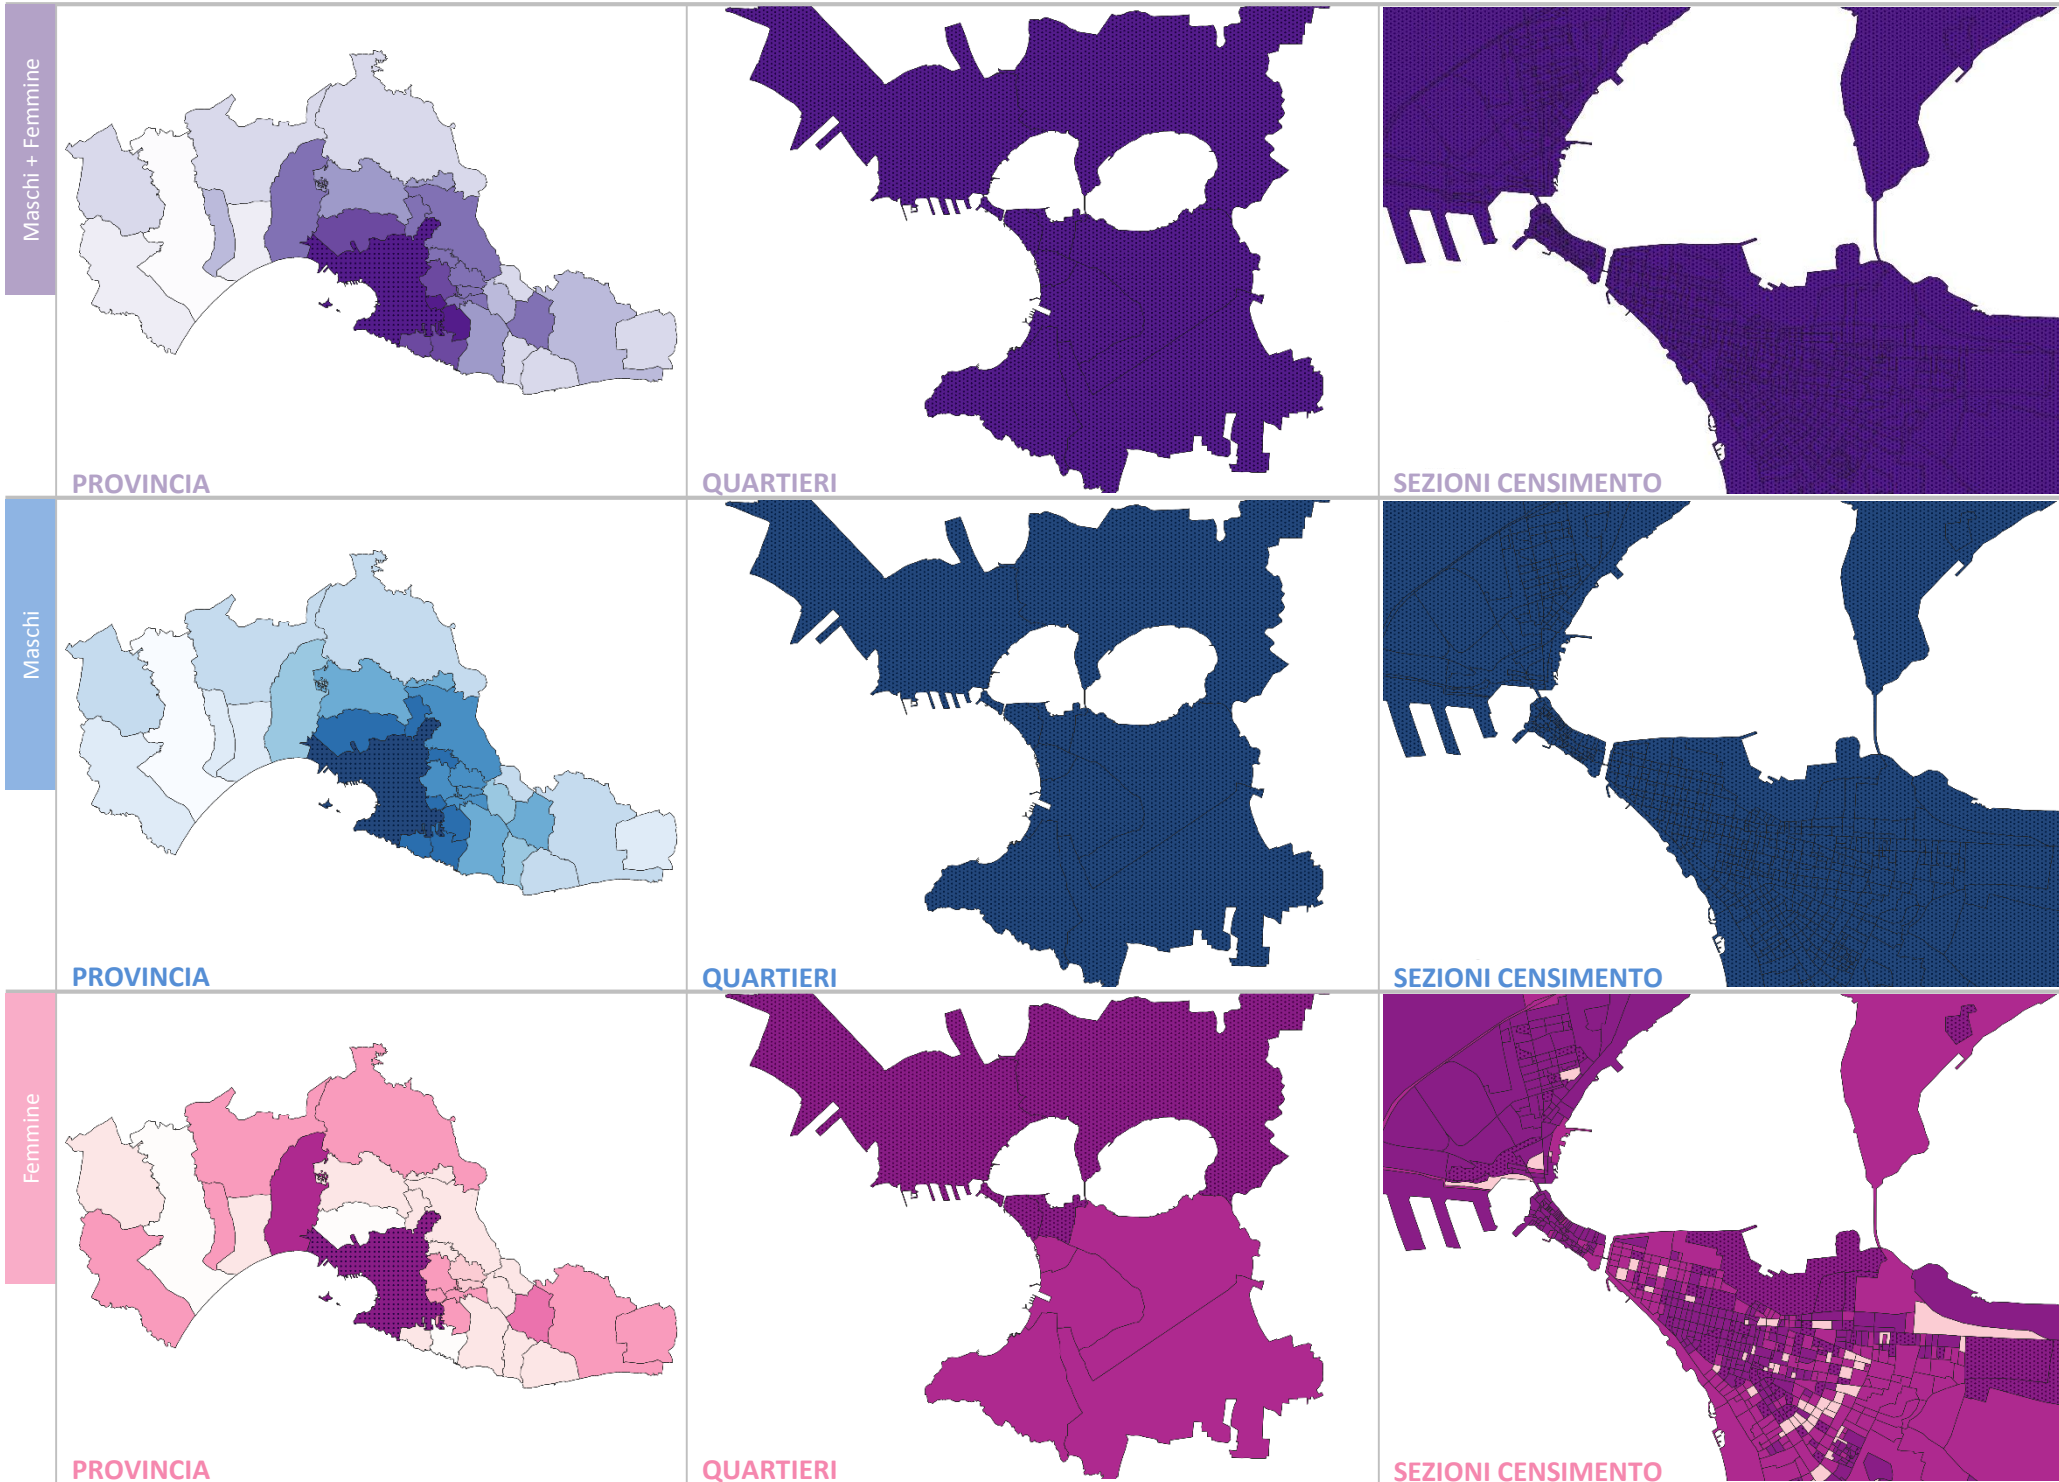 Maschi + Femmine
PROVINCIA
QUARTIERI
SEZIONI CENSIMENTO
Maschi
PROVINCIA
QUARTIERI
SEZIONI CENSIMENTO
Femmine
PROVINCIA
QUARTIERI
SEZIONI CENSIMENTO